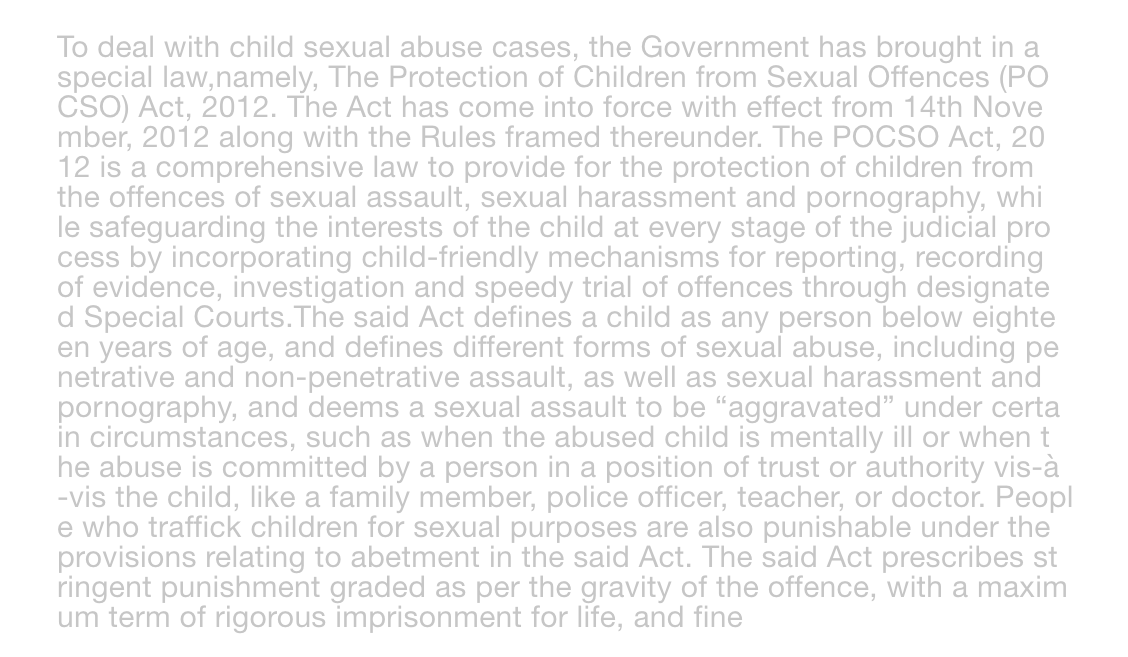 To deal with child sexual abuse cases, the Government has brought in a
special law,namely, The Protection of Children from Sexual Offences (PO
CSO) Act, 2012. The Act has come into force with effect from 14th Nove
mber, 2012 along with the Rules framed thereunder. The POCSO Act, 20
12 is a comprehensive law to provide for the protection of children from
the offences of sexual assault, sexual harassment and pornography, whi
le safeguarding the interests of the child at every stage of the judicial pro
cess by incorporating child-friendly mechanisms for reporting, recording
of evidence, investigation and speedy trial of offences through designate
d Special Courts.The said Act defines a child as any person below eighte
en years of age, and defines different forms of sexual abuse, including pe
netrative and non-penetrative assault, as well as sexual harassment and
pornography, and deems a sexual assault to be “aggravated” under certa
in circumstances, such as when the abused child is mentally ill or when t
he abuse is committed by a person in a position of trust or authority vis-à
-vis the child, like a family member, police officer, teacher, or doctor. Peopl
e who traffick children for sexual purposes are also punishable under the
provisions relating to abetment in the said Act. The said Act prescribes st
ringent punishment graded as per the gravity of the offence, with a maxim
um term of rigorous imprisonment for life, and fine